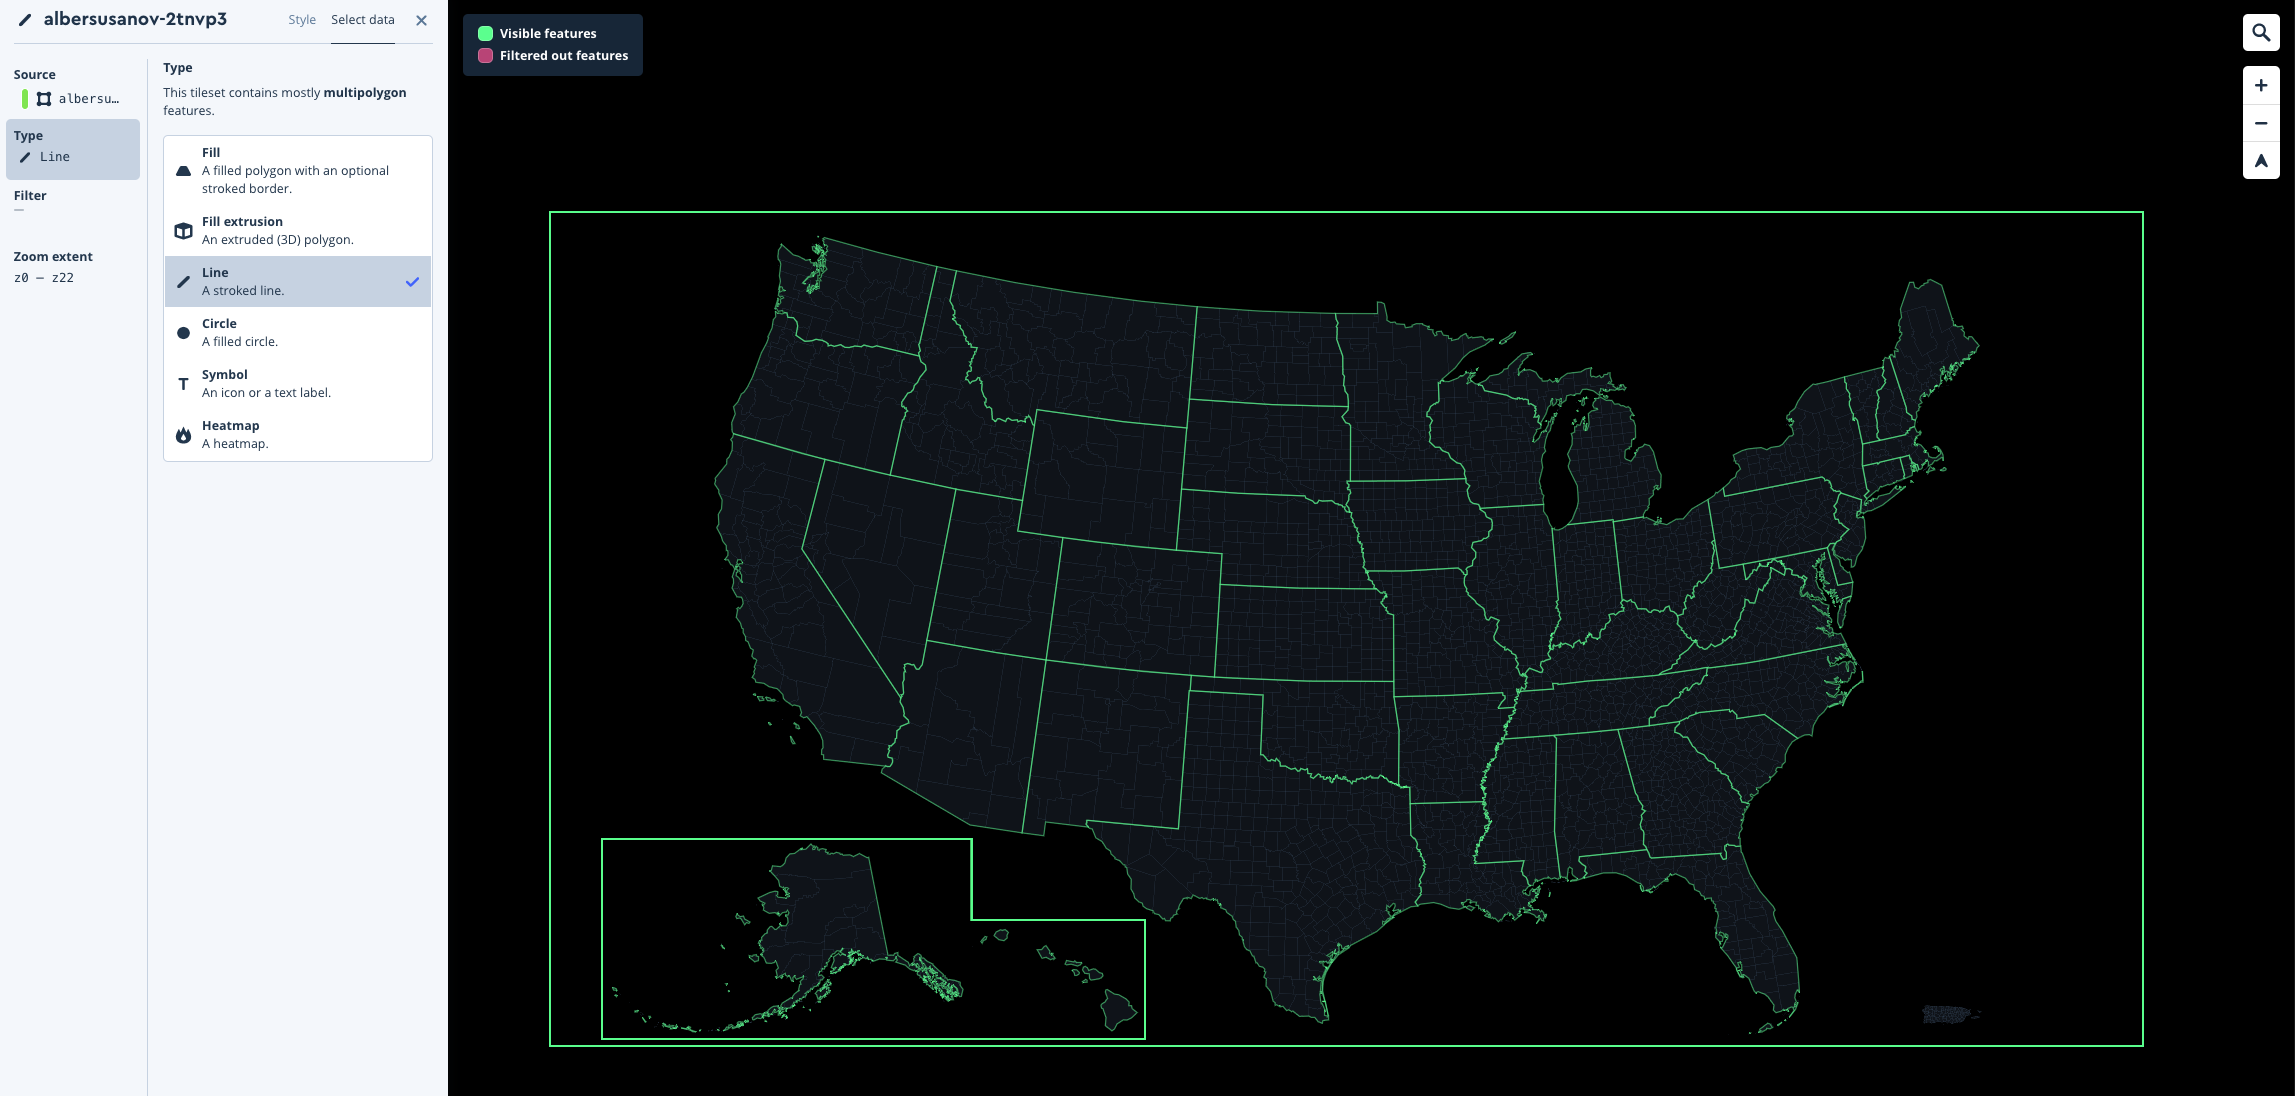 albersusanov-2tnvp3
Style
Select data
Source
albersu…
Type
Line
Filter
—
Zoom extent
z0 — z22
Type
This tileset contains mostly multipolygon
features.
Fill
A filled polygon with an optional
stroked border.
Fill extrusion
An extruded (3D) polygon.
Line
A stroked line.
Circle
A filled circle.
T
Symbol
An icon or a text label.
Heatmap
A heatmap.
Visible features
Filtered out features